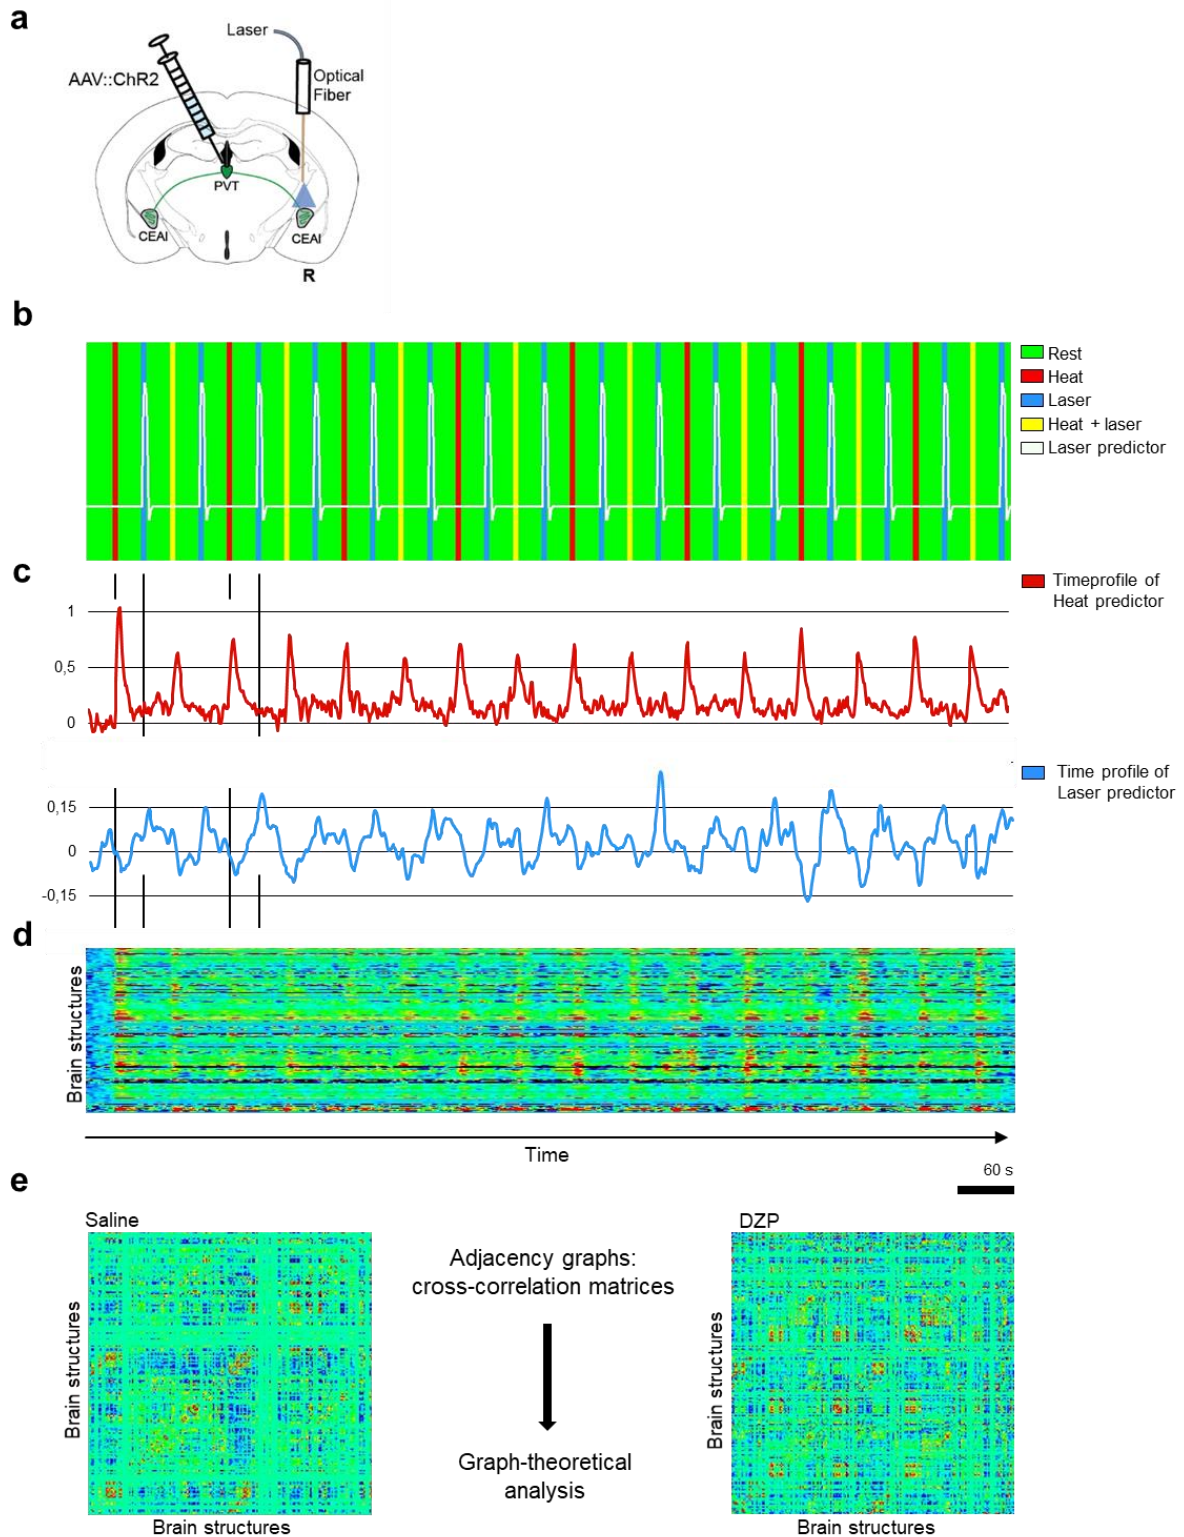 a
Laser
AAV::ChR2
Optical
Fiber
PVT
CEAI
CEAI
R
b
Rest
Heat
Laser
Heat + laser
Laser predictor
c
Timeprofile of
Heat predictor
1
0,5
0
Time profile of
Laser predictor
0,15
0
-0,15
d
Brain structures
Time
60 s
e
Saline
DZP
Adjacency graphs:
cross-correlation matrices
Brain structures
Brain structures
Graph-theoretical
analysis
Brain structures
Brain structures